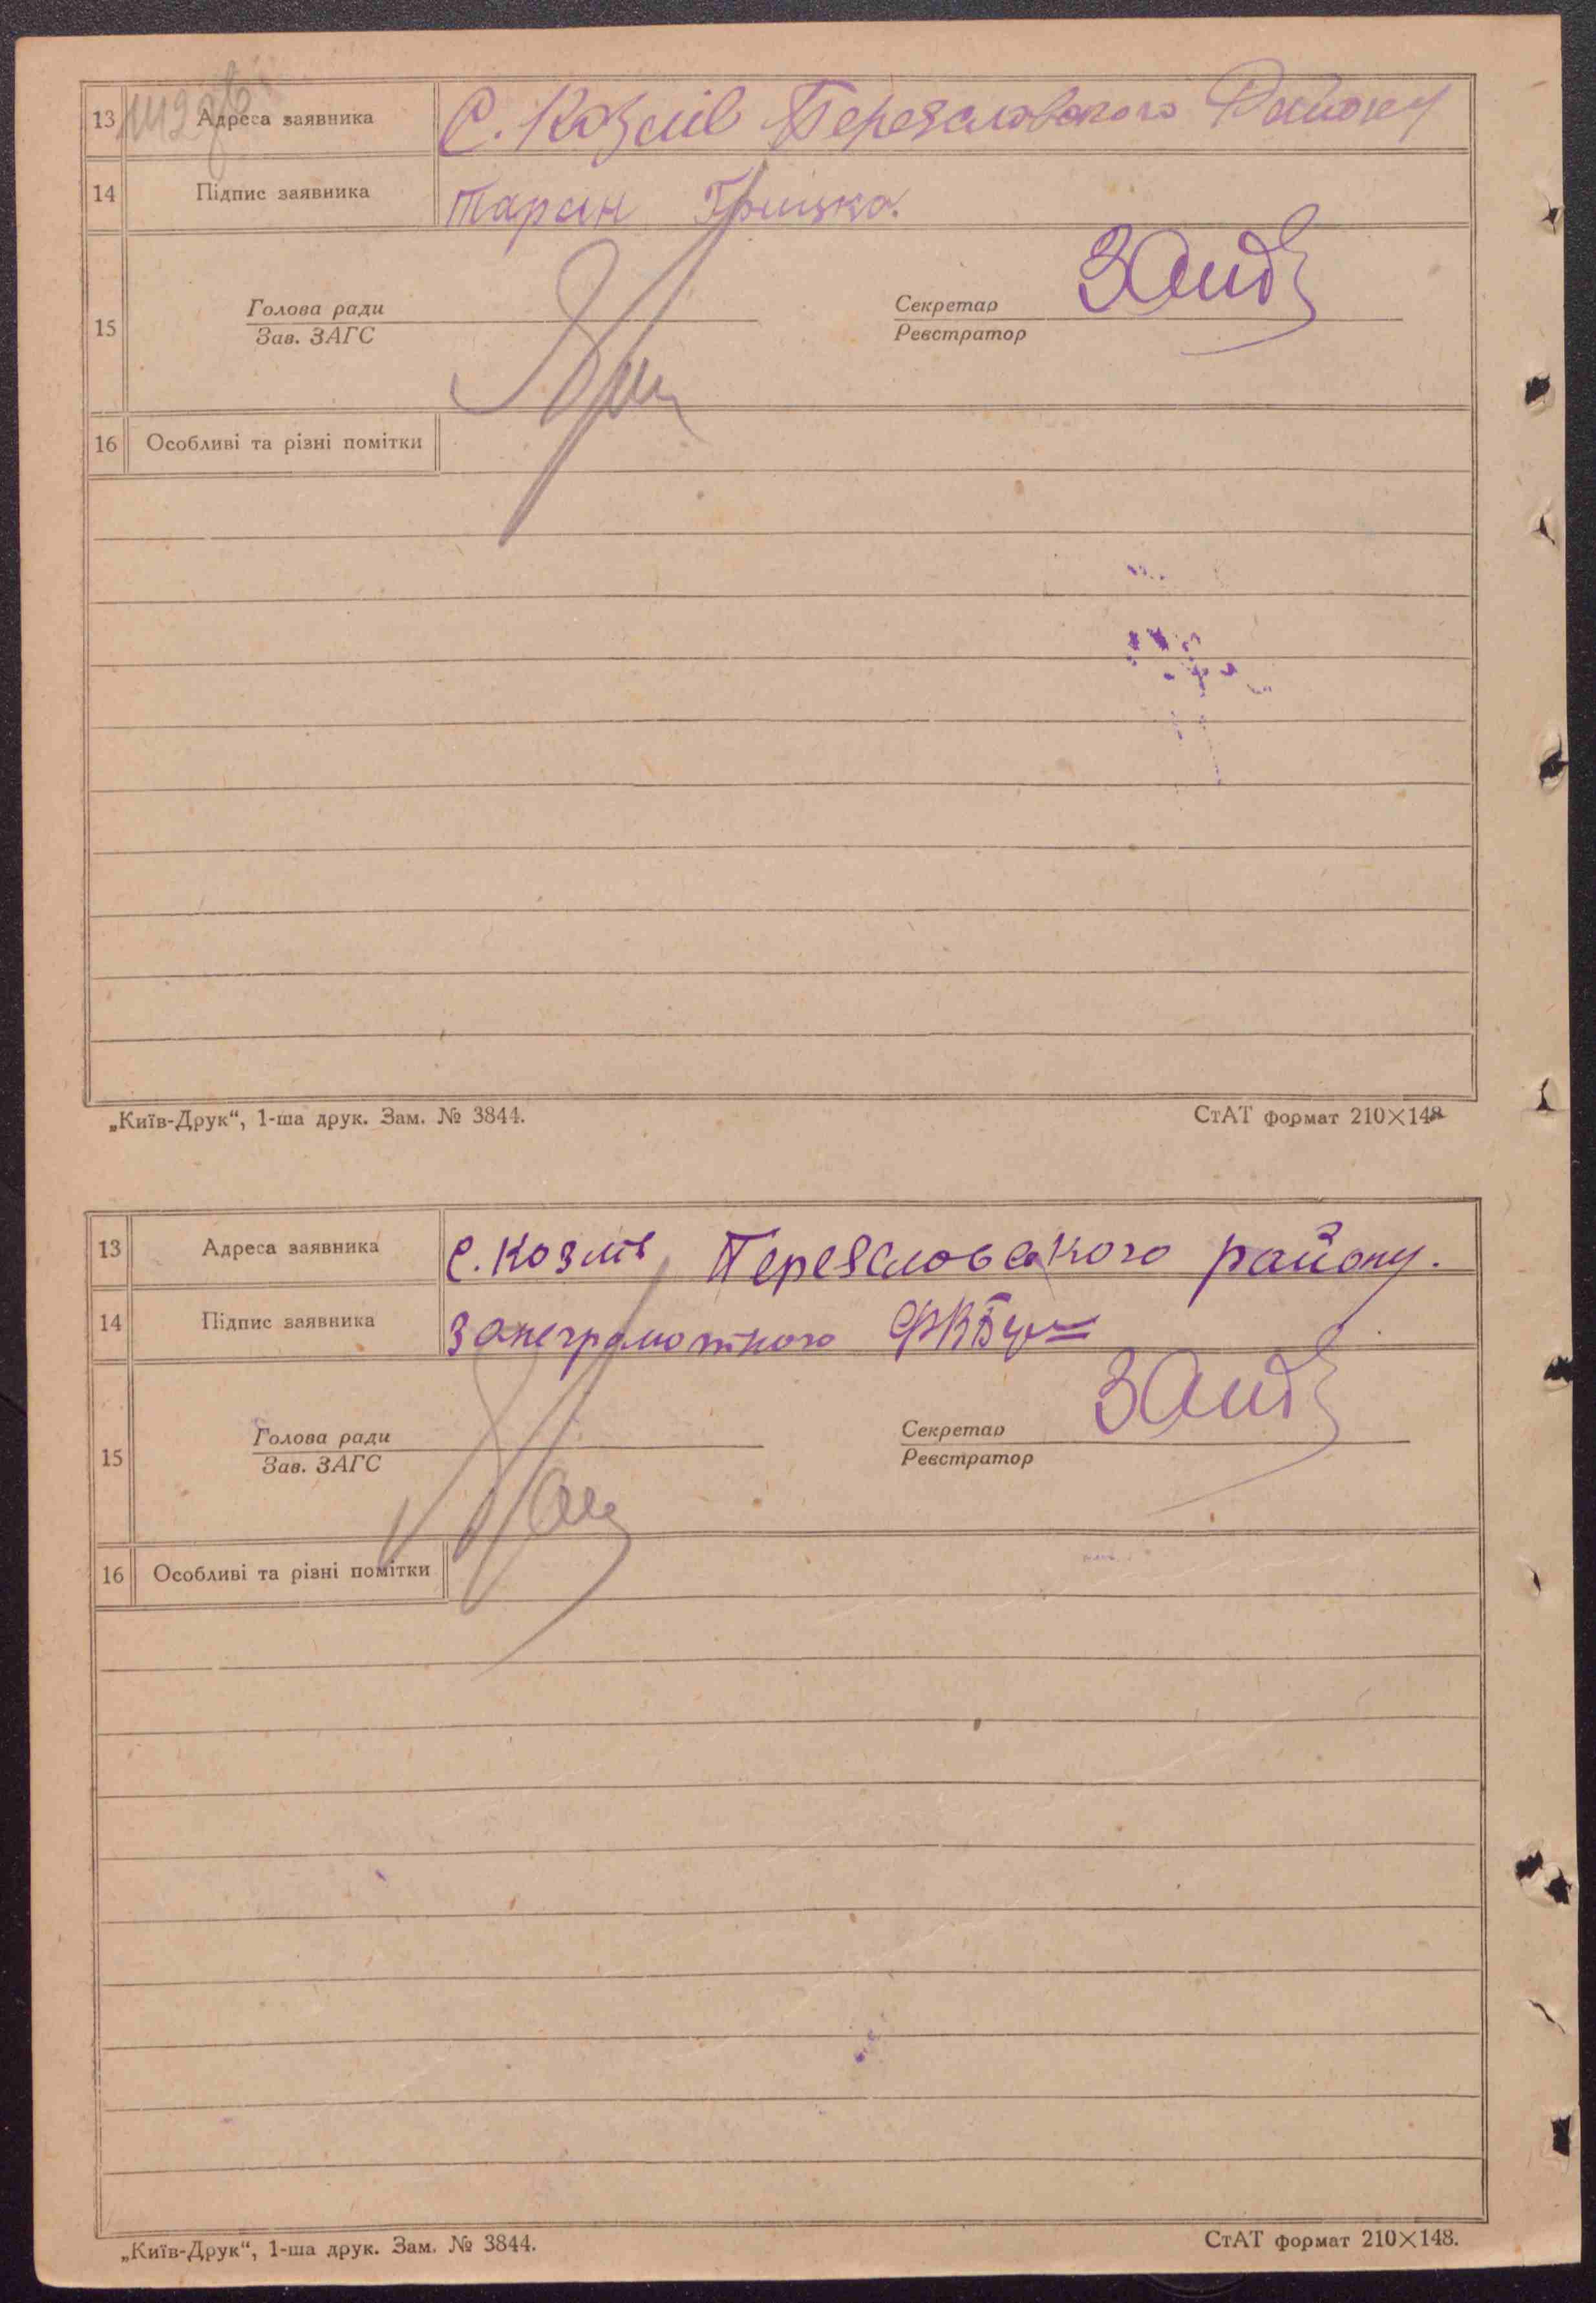 13 Адреса заявника С. Козлів Переяславського Району
14 Підпис заявника Таран Грицко.
15 Голова ради Секретар
Зав. ЗАГС Реєстратор
16 Особливі та різні помітки
„Київ-Друк“, 1-ша друк. Зам. № 3844. СтАТ формат 210×148
13 Адреса заявника С. Козлів Переясловського району.
14 Підпис заявника За неграмотного
15 Голова ради Секретар
Зав. ЗАГС Реєстратор
16 Особливі та різні помітки
„Київ-Друк“, 1-ша друк. Зам. № 3844. СтАТ формат 210×148.